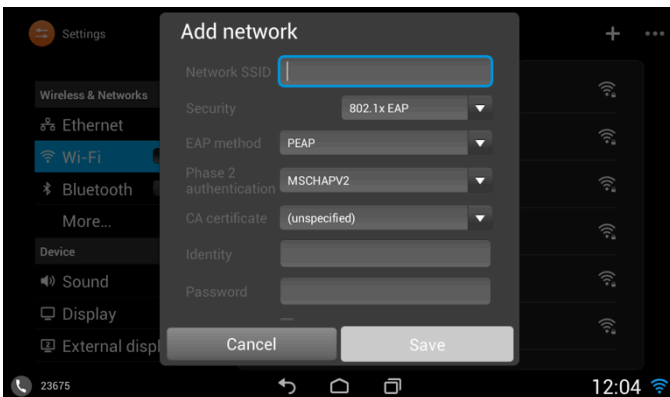 Settings
Add network
Wireless & Networks
Ethernet
Wi-Fi
Bluetooth
More...
Device
Sound
Display
External displ
Network SSID
Security
802.1x EAP
EAP method
PEAP
Phase 2
authentication
MSCHAPV2
CA certificate
(unspecified)
Identity
Password
Cancel
Save
23675
12:04